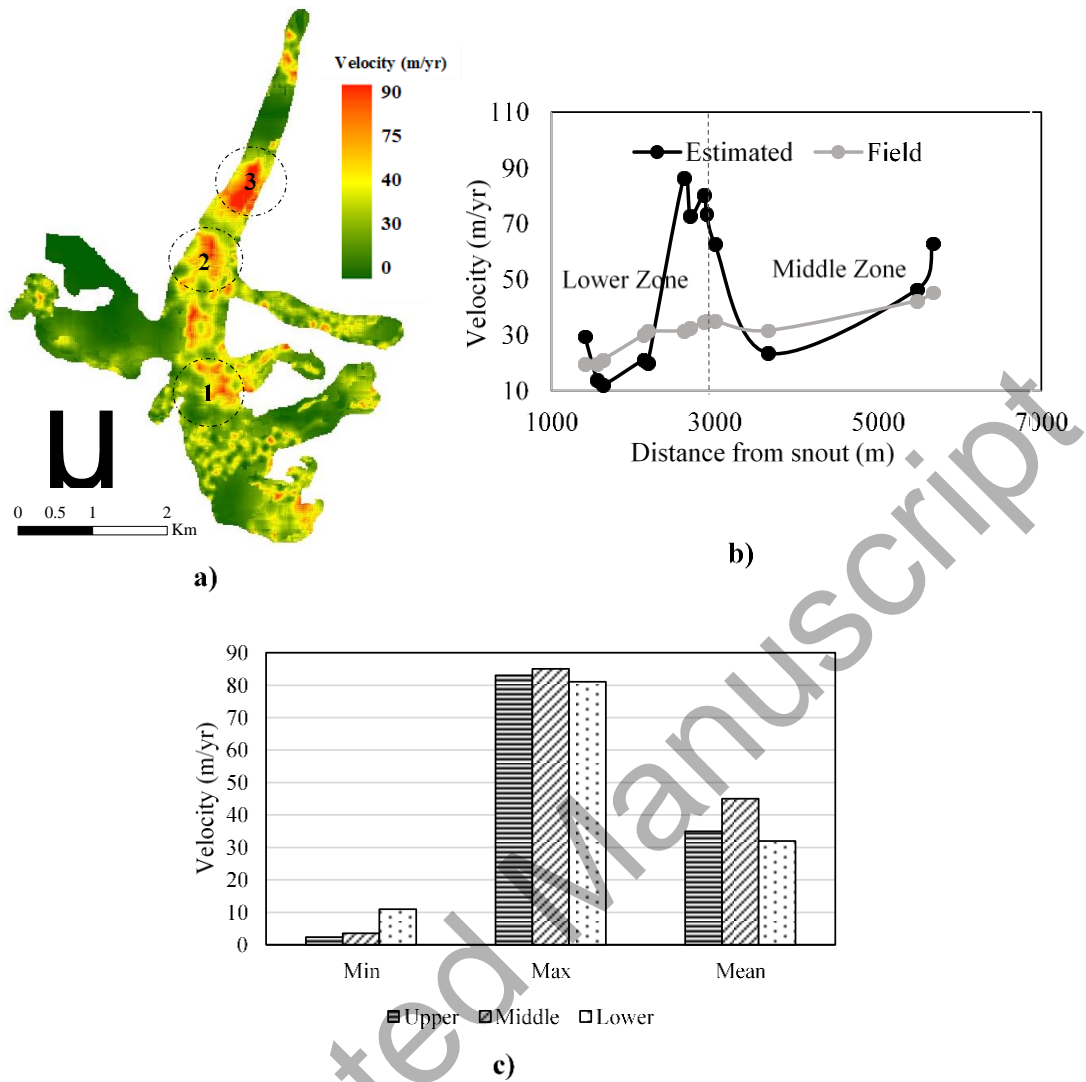 Velocity (m/yr)
90
75
40
30
0
3
2
1
0 0.5 1 2
Km
a)
110
90
70
50
30
10
Velocity (m/yr)
Estimated Field
Lower Zone Middle Zone
1000 3000 5000 7000
Distance from snout (m)
b)
90
80
70
60
50
40
30
20
10
0
Velocity (m/yr)
Min Max Mean
Upper Middle Lower
c)
ted Manuscript